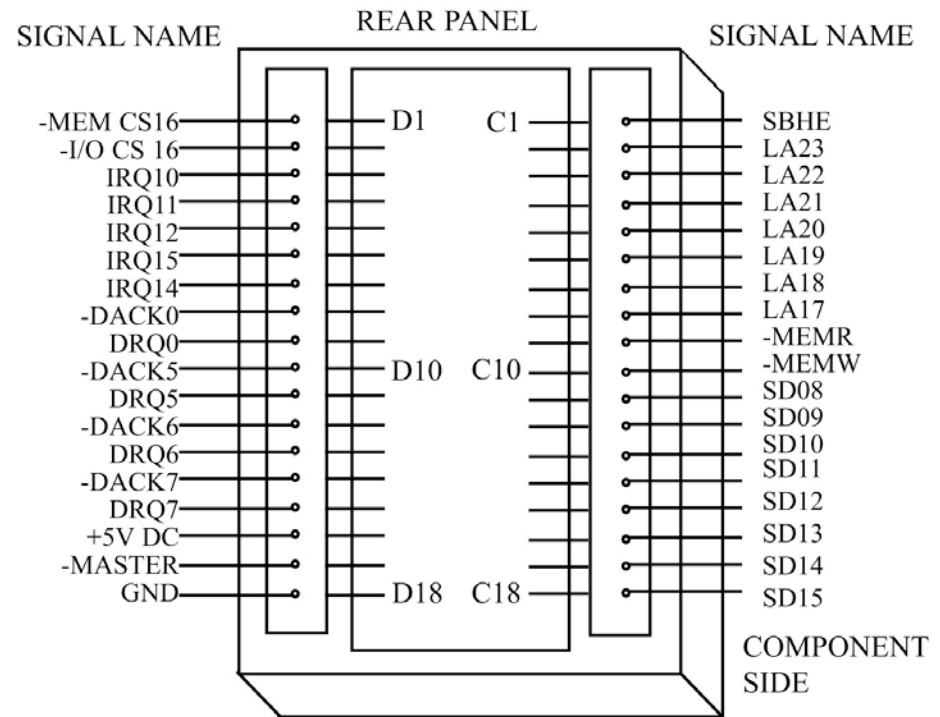 REAR PANEL
SIGNAL NAME
SIGNAL NAME
-MEM CS16
D1
C1
SBHE
-I/O CS 16
LA23
IRQ10
LA22
IRQ11
LA21
IRQ12
LA20
IRQ15
LA19
IRQ14
LA18
-DACK0
LA17
DRQ0
-MEMR
-DACK5
D10
C10
-MEMW
DRQ5
SD08
-DACK6
SD09
DRQ6
SD10
-DACK7
SD11
DRQ7
SD12
+5V DC
SD13
-MASTER
SD14
GND
D18
C18
SD15
COMPONENT
SIDE